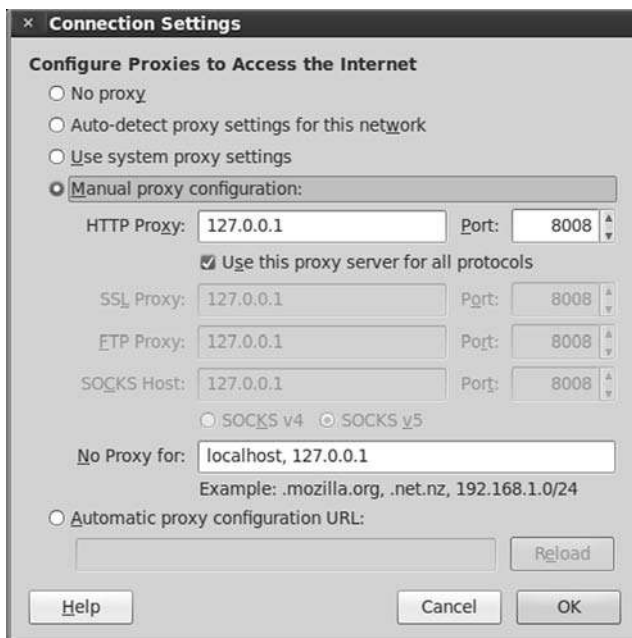 × Connection Settings
Configure Proxies to Access the Internet
No proxy
Auto-detect proxy settings for this network
Use system proxy settings
Manual proxy configuration:
HTTP Proxy: 127.0.0.1 Port: 8008
Use this proxy server for all protocols
SSL Proxy: 127.0.0.1 Port: 8008
FTP Proxy: 127.0.0.1 Port: 8008
SOCKS Host: 127.0.0.1 Port: 8008
SOCKS v4 SOCKS v5
No Proxy for: localhost, 127.0.0.1
Example: .mozilla.org, .net.nz, 192.168.1.0/24
Automatic proxy configuration URL:
Reload
Help Cancel OK